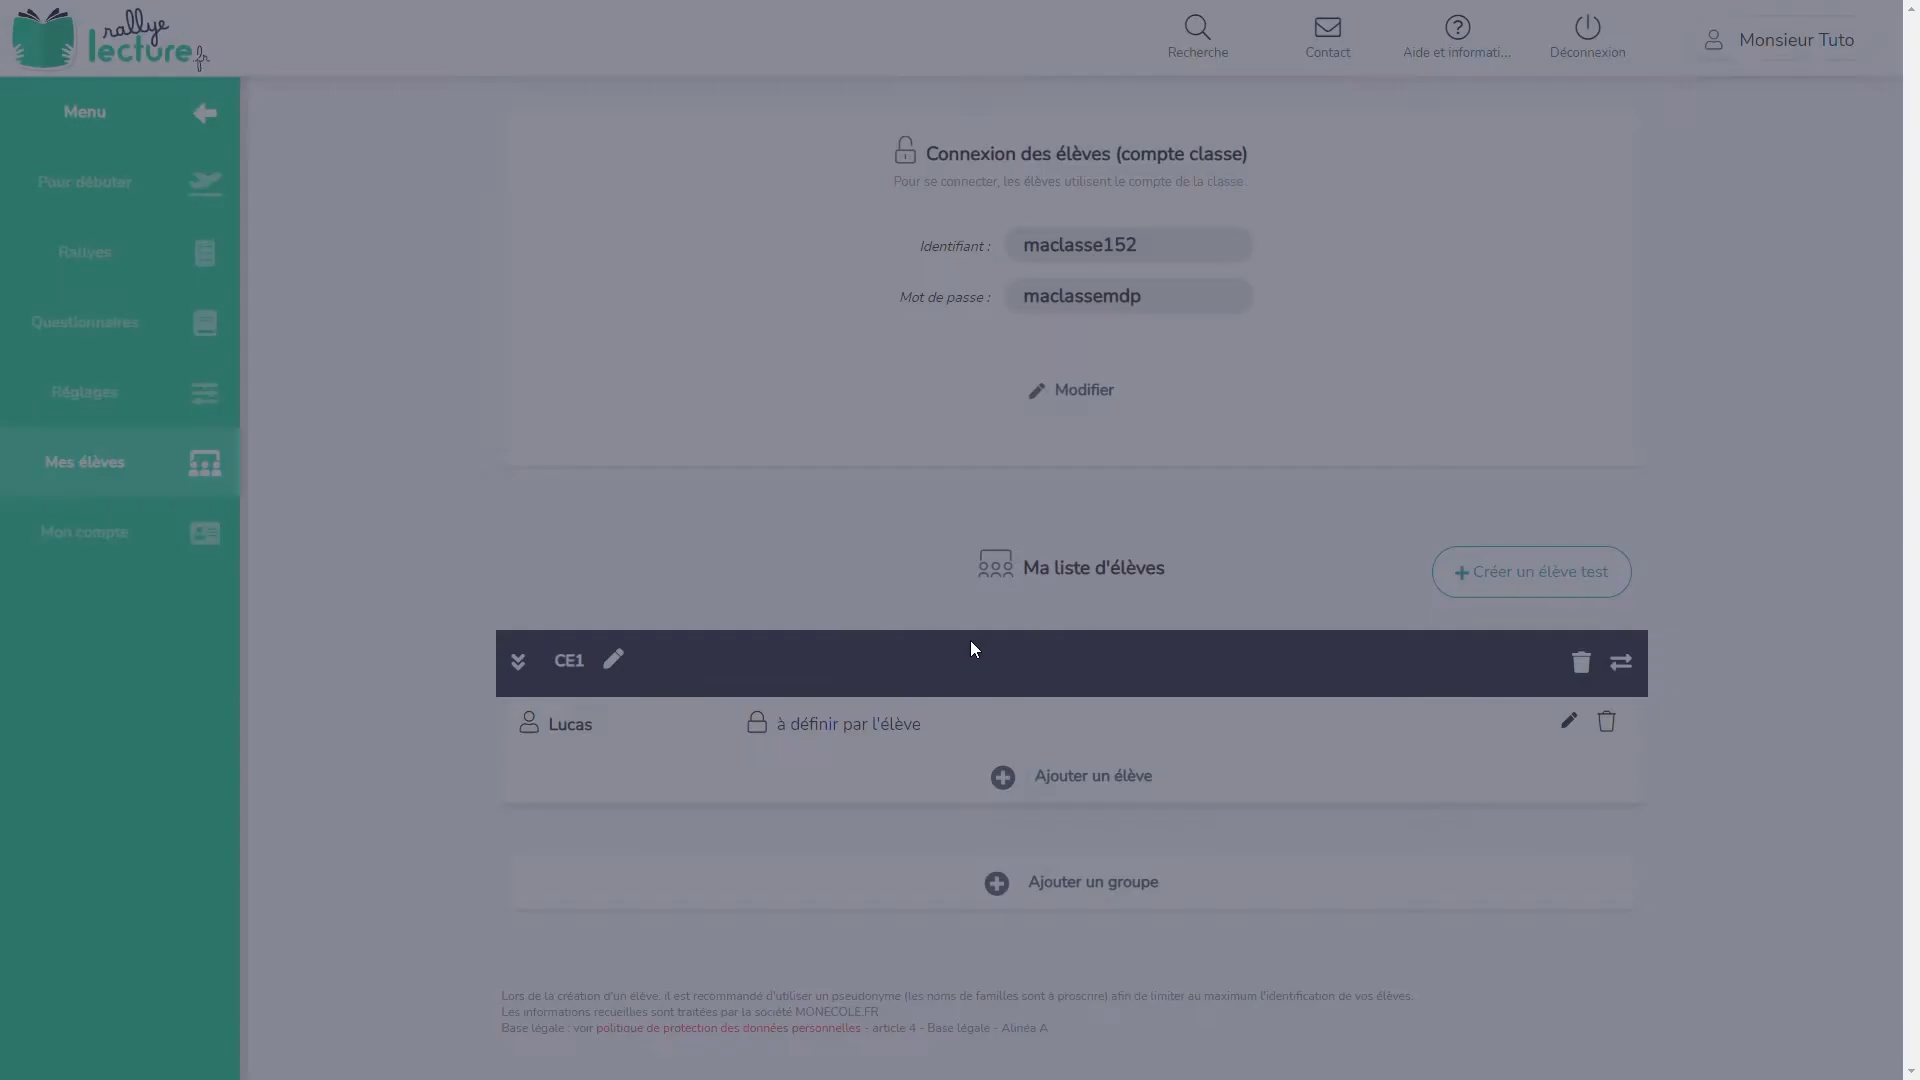 rallye
lecture.fr
Recherche
Contact
Aide et informati...
Déconnexion
Monsieur Tuto
Menu
Pour débuter
Rallyes
Questionnaires
Réglages
Mes élèves
Mon compte
Connexion des élèves (compte classe)
Pour se connecter, les élèves utilisent le compte de la classe.
Identifiant : maclasse152
Mot de passe : maclassemdp
Modifier
Ma liste d'élèves
Créer un élève test
CE1
Lucas à définir par l'élève
Ajouter un élève
Ajouter un groupe
Lors de la création d'un élève, il est recommandé d'utiliser un pseudonyme (les noms de familles sont à proscrire) afin de limiter au maximum l'identification de vos élèves.
Les informations recueillies sont traitées par la société MONECOLE.FR
Base légale : voir politique de protection des données personnelles - article 4 - Base légale - Alinéa A